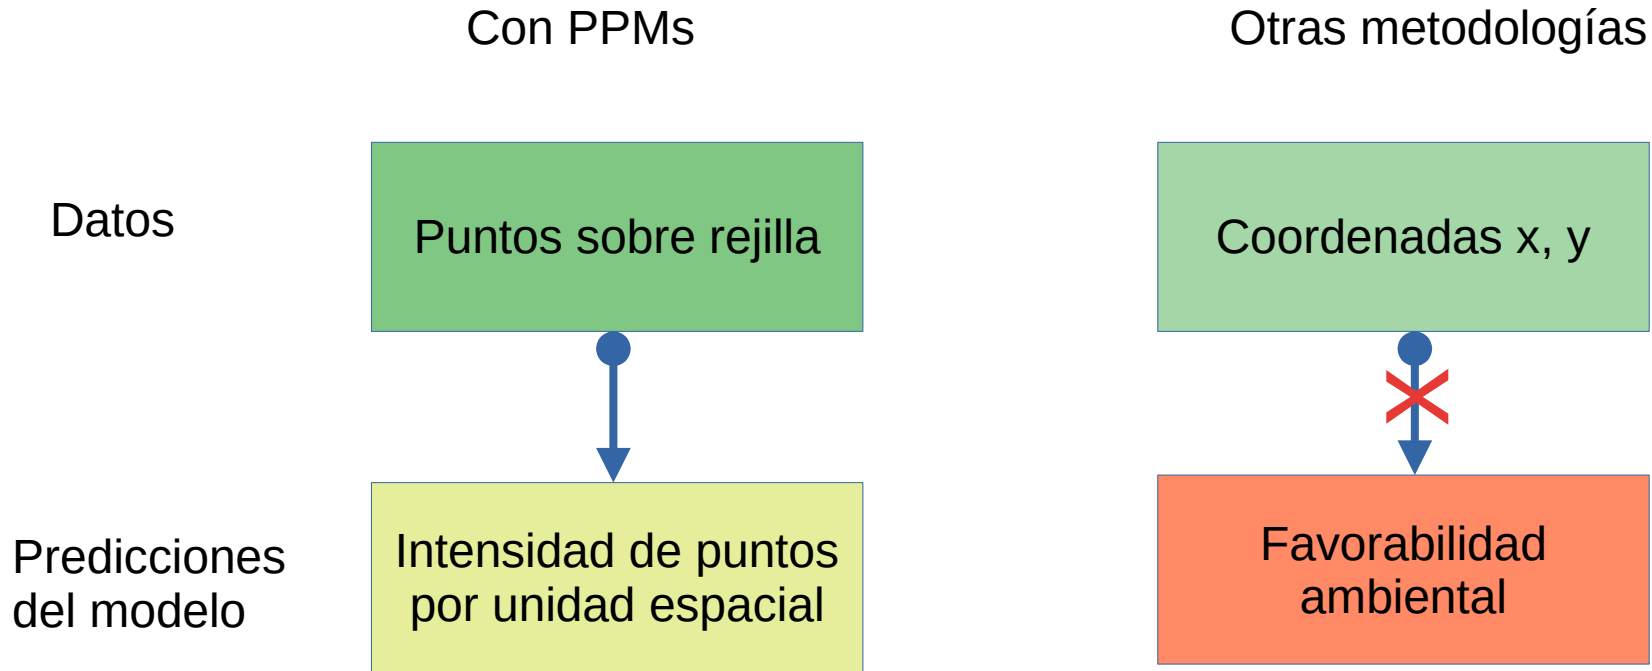 Con PPMs
Otras metodologías
Datos
Puntos sobre rejilla
Coordenadas x, y
Predicciones
del modelo
Intensidad de puntos
por unidad espacial
Favorabilidad
ambiental